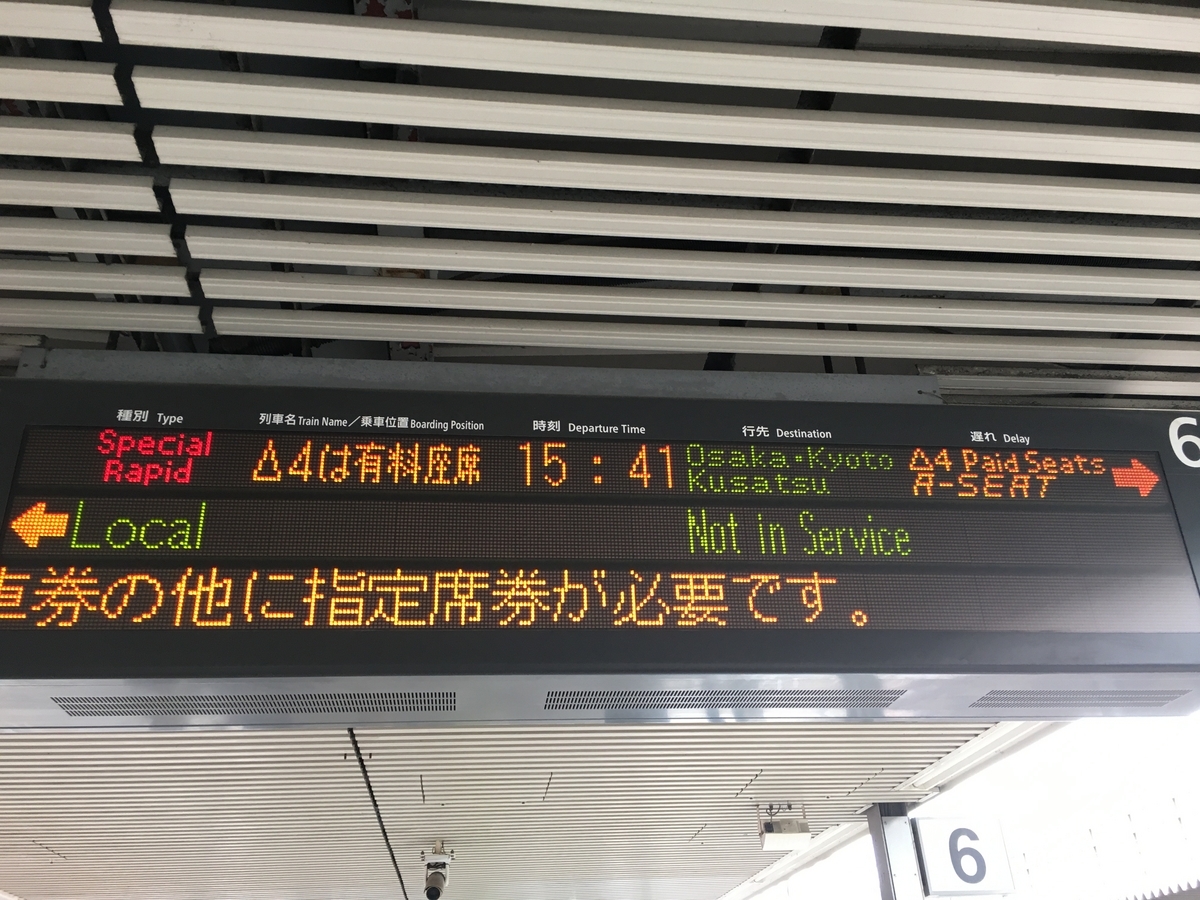 種別 Type 列車名 Train Name／乗車位置 Boarding Position 時刻 Departure Time 行先 Destination 遅れ Delay 6
Special Rapid △4は有料座席 15:41 Osaka・Kyoto Kusatsu △4 Paid Seats A-SEAT →
← Local Not in Service
車券の他に指定席券が必要です。
6